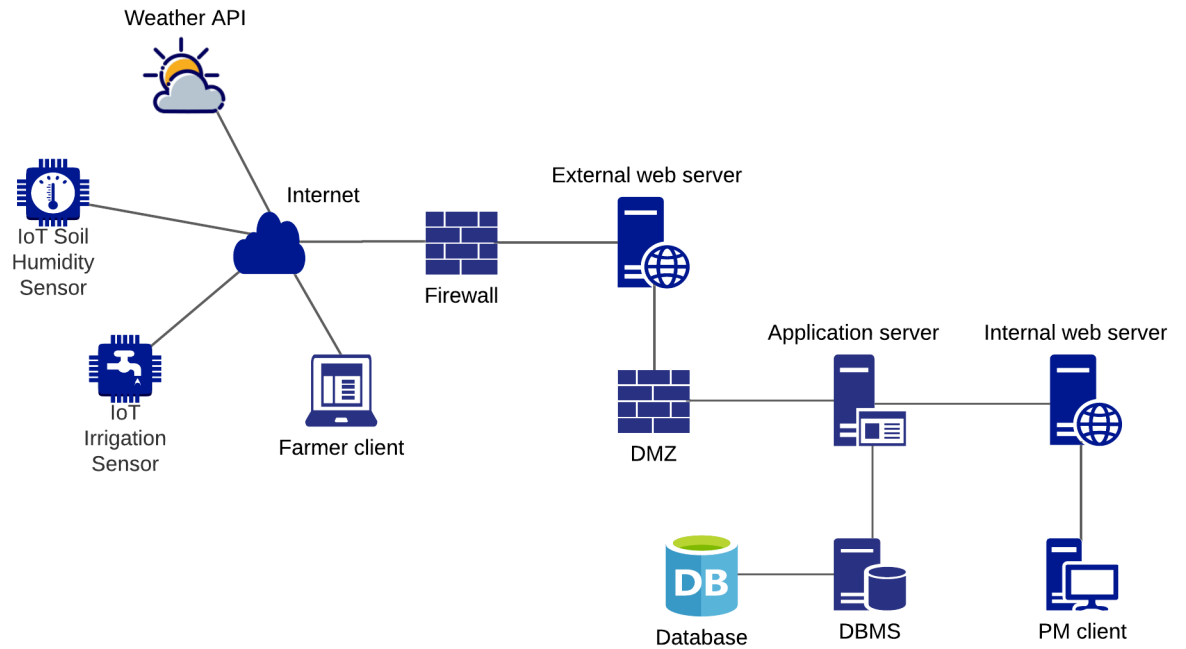 Weather API
Internet
IoT Soil
Humidity
Sensor
External web server
Firewall
IoT
Irrigation
Sensor
Farmer client
Application server
Internal web server
DMZ
DB
Database
DBMS
PM client